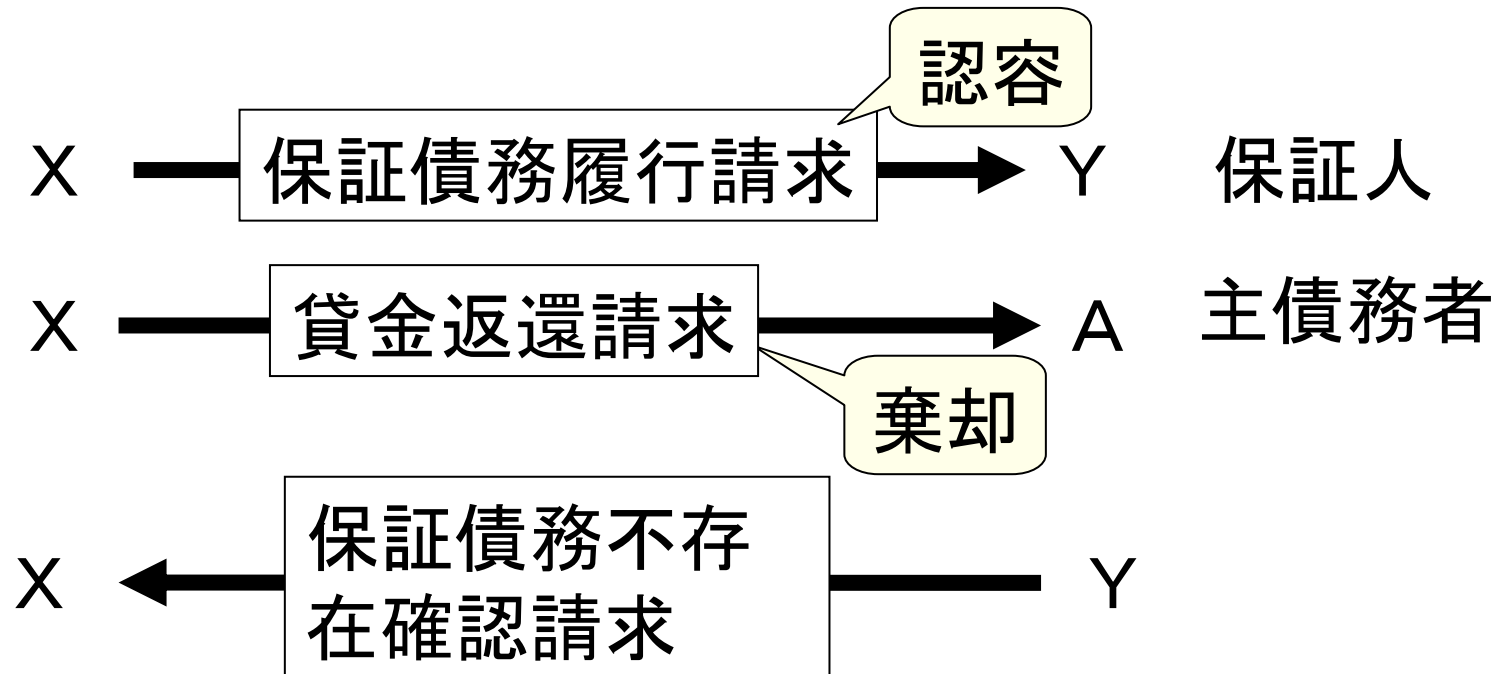 認容
X 保証債務履行請求 Y 保証人
X 貸金返還請求 A 主債務者
棄却
保証債務不存
X Y
在確認請求